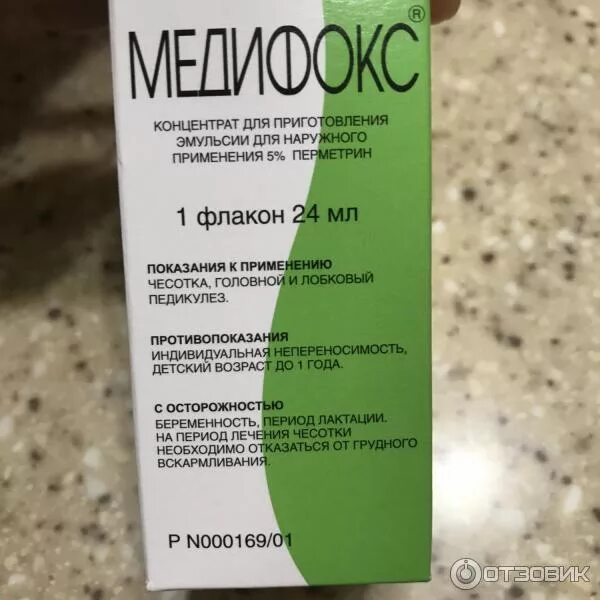 МЕДИФОКС®
КОНЦЕНТРАТ ДЛЯ ПРИГОТОВЛЕНИЯ
ЭМУЛЬСИИ ДЛЯ НАРУЖНОГО
ПРИМЕНЕНИЯ 5% ПЕРМЕТРИН
1 флакон 24 мл
ПОКАЗАНИЯ К ПРИМЕНЕНИЮ
ЧЕСОТКА, ГОЛОВНОЙ И ЛОБКОВЫЙ
ПЕДИКУЛЕЗ.
ПРОТИВОПОКАЗАНИЯ
ИНДИВИДУАЛЬНАЯ НЕПЕРЕНОСИМОСТЬ,
ДЕТСКИЙ ВОЗРАСТ ДО 1 ГОДА.
С ОСТОРОЖНОСТЬЮ
БЕРЕМЕННОСТЬ, ПЕРИОД ЛАКТАЦИИ.
НА ПЕРИОД ЛЕЧЕНИЯ ЧЕСОТКИ
НЕОБХОДИМО ОТКАЗАТЬСЯ ОТ ГРУДНОГО
ВСКАРМЛИВАНИЯ.
Р N000169/01
ОТЗОВИК